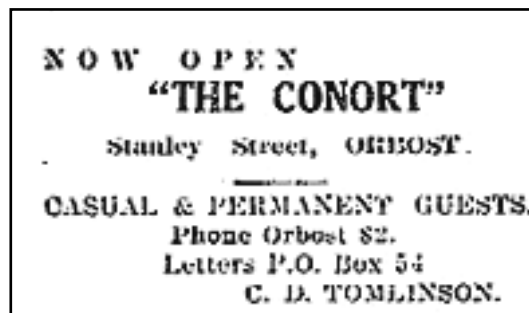 NOW OPEN
"THE CONORT"
Stanley Street, ORBOST.
CASUAL & PERMANENT GUESTS.
Phone Orbost 82.
Letters P.O. Box 54
C. D. TOMLINSON.